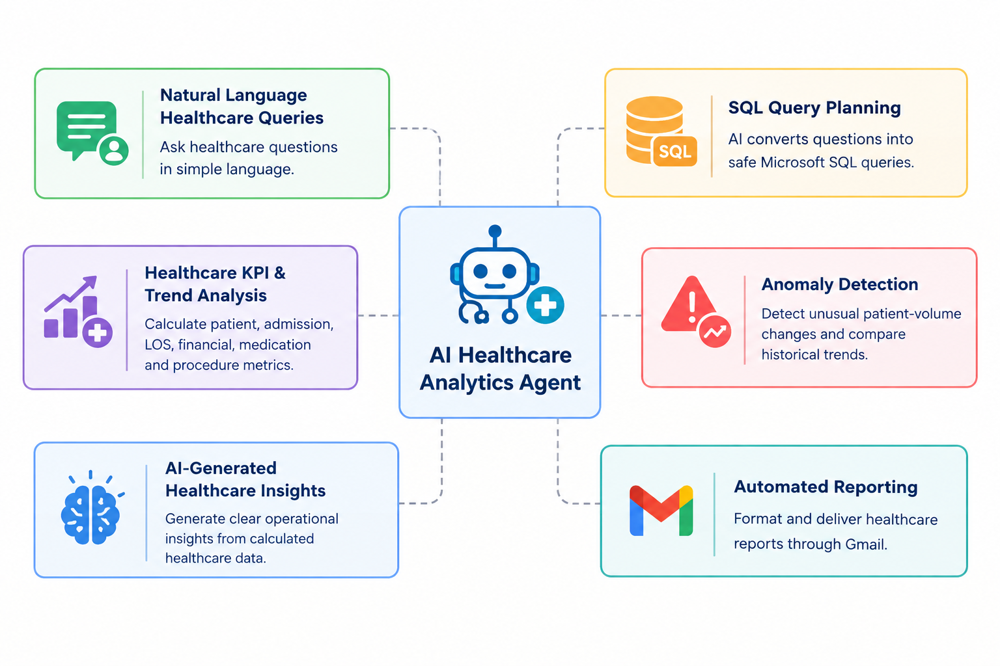 Natural Language
Healthcare Queries
Ask healthcare questions
in simple language.
SQL
SQL Query Planning
AI converts questions into
safe Microsoft SQL queries.
Healthcare KPI &
Trend Analysis
Calculate patient, admission,
LOS, financial, medication
and procedure metrics.
AI Healthcare
Analytics Agent
Anomaly Detection
Detect unusual patient-volume
changes and compare
historical trends.
AI-Generated
Healthcare Insights
Generate clear operational
insights from calculated
healthcare data.
Automated Reporting
Format and deliver healthcare
reports through Gmail.